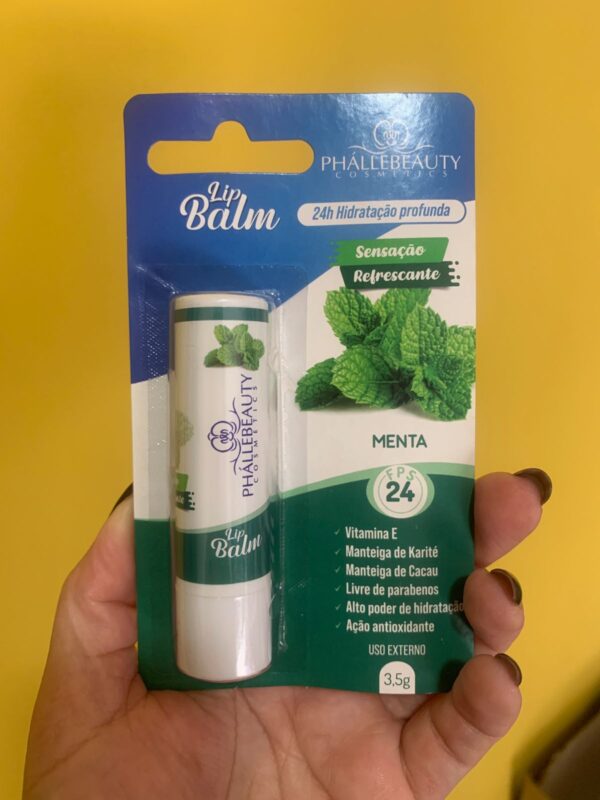 PHÁLLEBEAUTY
COSMETICS
Lip
Balm
24h Hidratação profunda
Sensação
Refrescante
MENTA
FPS
24
Vitamina E
Manteiga de Karité
Manteiga de Cacau
Livre de parabenos
Alto poder de hidratação
Ação antioxidante
USO EXTERNO
3,5g
PHÁLLEBEAUTY
COSMETICS
Lip
Balm